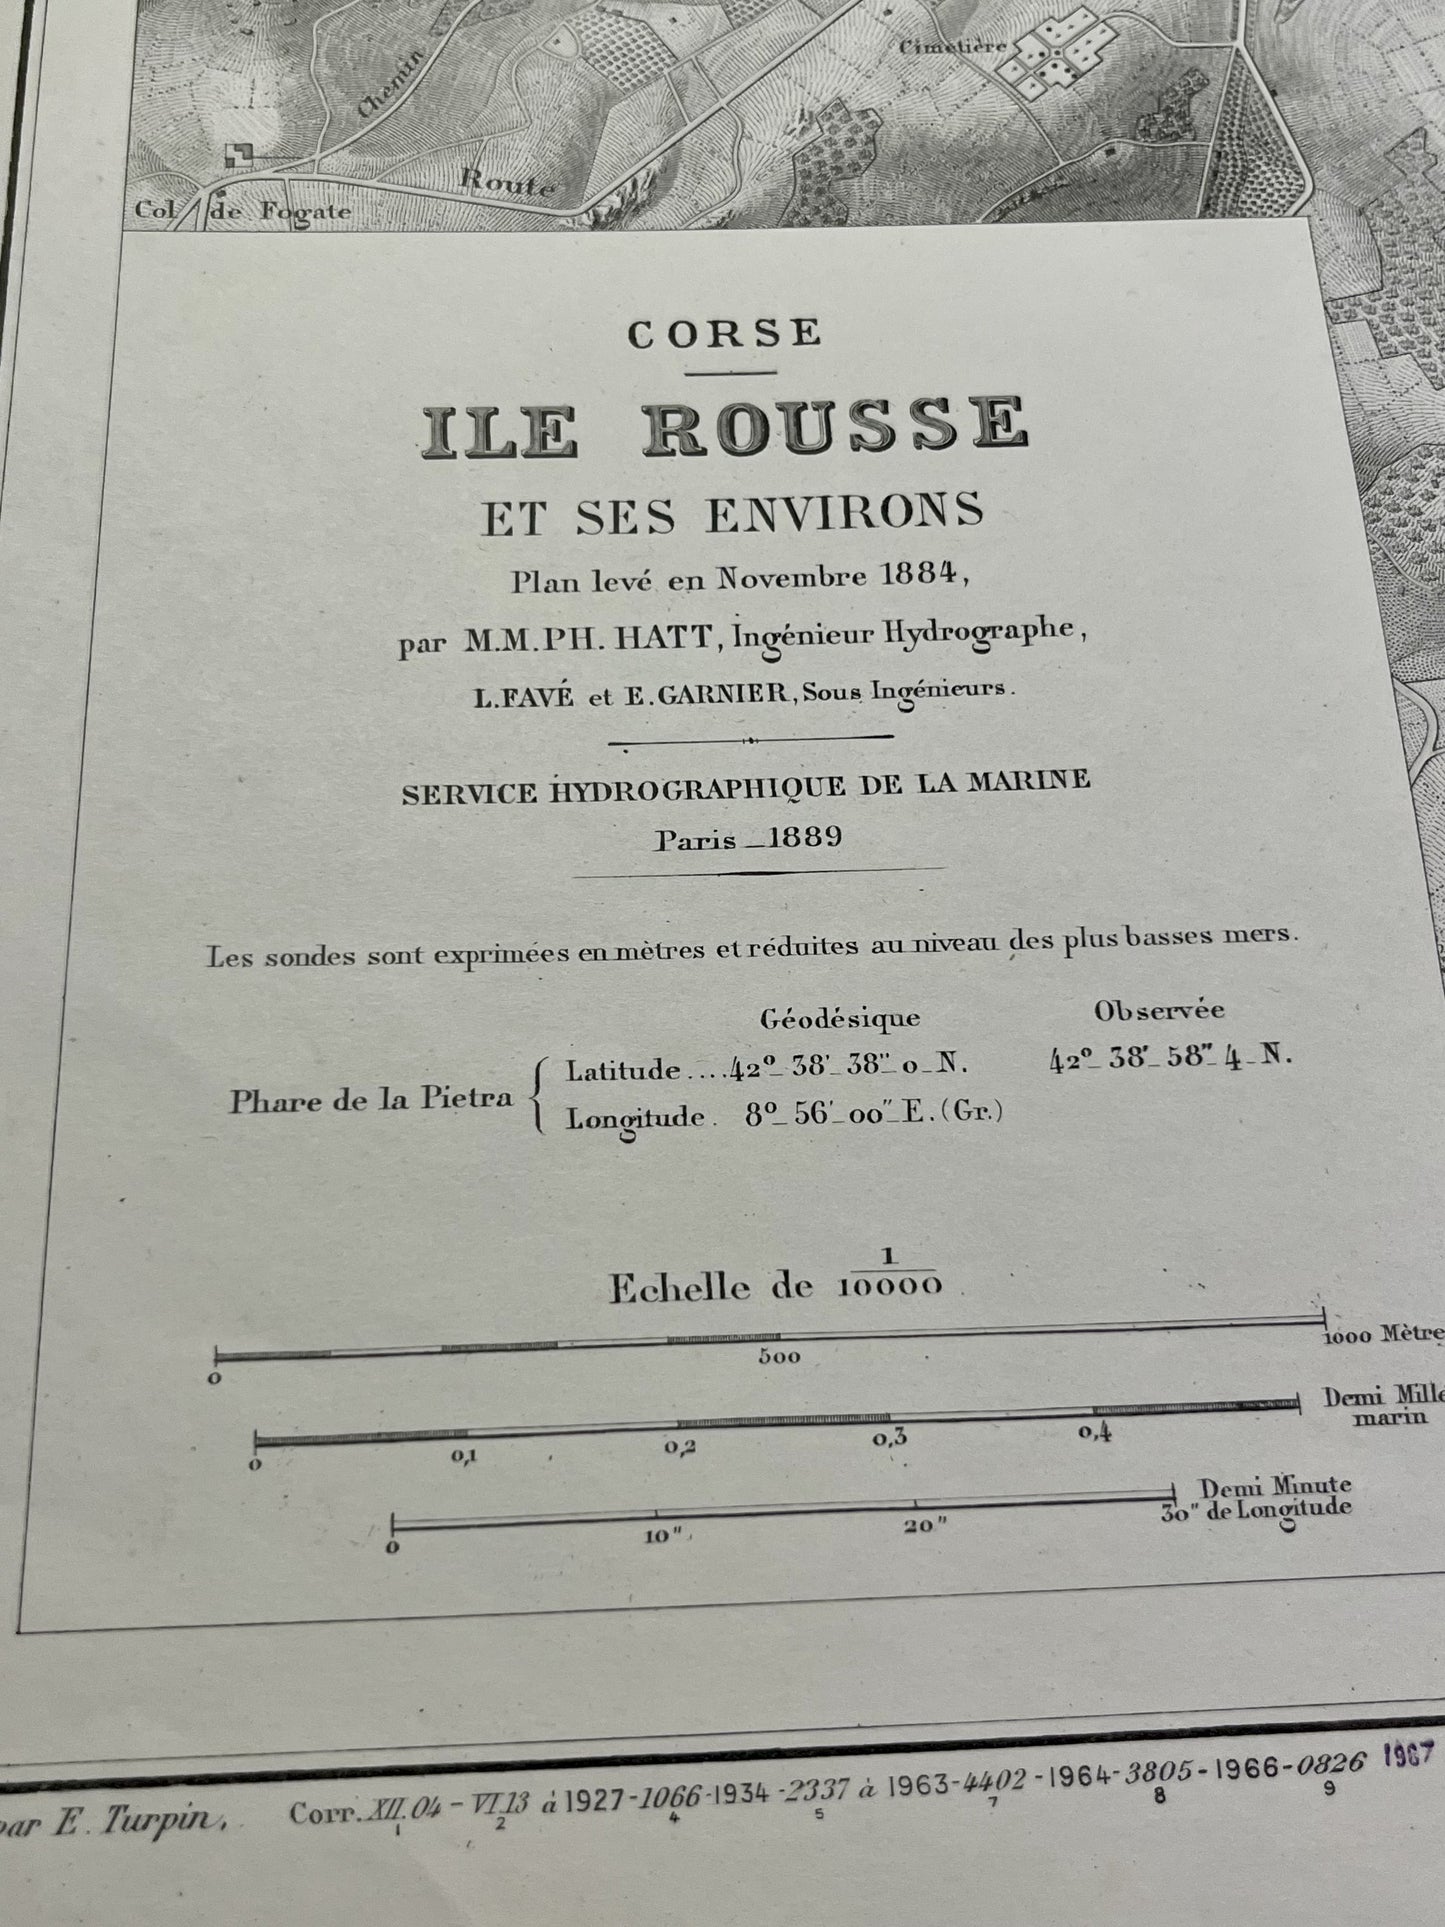 Cimetière
Chemin
Route
Col de Fogate
CORSE
ILE ROUSSE
ET SES ENVIRONS
Plan levé en Novembre 1884,
par M.M. PH. HATT, Ingénieur Hydrographe,
L. FAVÉ et E. GARNIER, Sous Ingénieurs.
SERVICE HYDROGRAPHIQUE DE LA MARINE
Paris _ 1889
Les sondes sont exprimées en mètres et réduites au niveau des plus basses mers.
Géodésique Observée
Phare de la Pietra { Latitude .... 42º_ 38'_ 38"_ 0_ N. 42º_ 38'_ 58"_ 4_ N.
Longitude . 8º_ 56'_ 00"_ E. (Gr.)
Echelle de 1/10000
0 500 1000 Mètre
0 0,1 0,2 0,3 0,4 Demi Mille
marin
0 10" 20" 30" Demi Minute
de Longitude
par E. Turpin. Corr. XII.04 - VI.13 à 1927 - 1066 - 1934 - 2337 à 1963 - 4402 - 1964 - 3805 - 1966 - 0826 1967
1 2 4 5 7 8 9